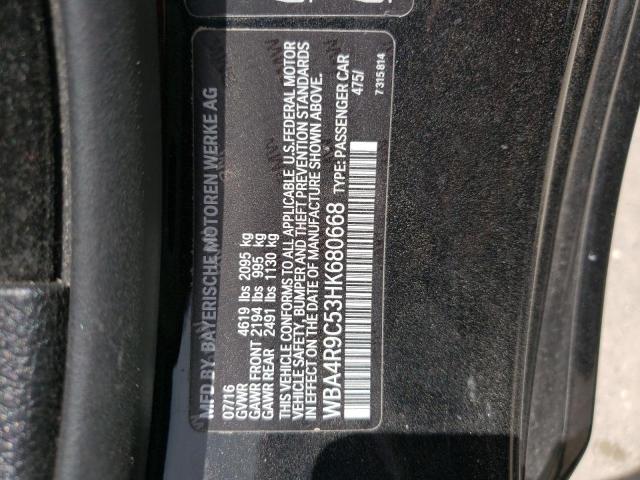 MFD. BY: BAYERISCHE MOTOREN WERKE AG
07/16
GVWR 4619 lbs 2095 kg
GAWR FRONT 2194 lbs 995 kg
GAWR REAR 2491 lbs 1130 kg
THIS VEHICLE CONFORMS TO ALL APPLICABLE U.S. FEDERAL MOTOR
VEHICLE SAFETY, BUMPER AND THEFT PREVENTION STANDARDS
IN EFFECT ON THE DATE OF MANUFACTURE SHOWN ABOVE.
WBA4R9C53HK680668 TYPE: PASSENGER CAR
475/
7315814